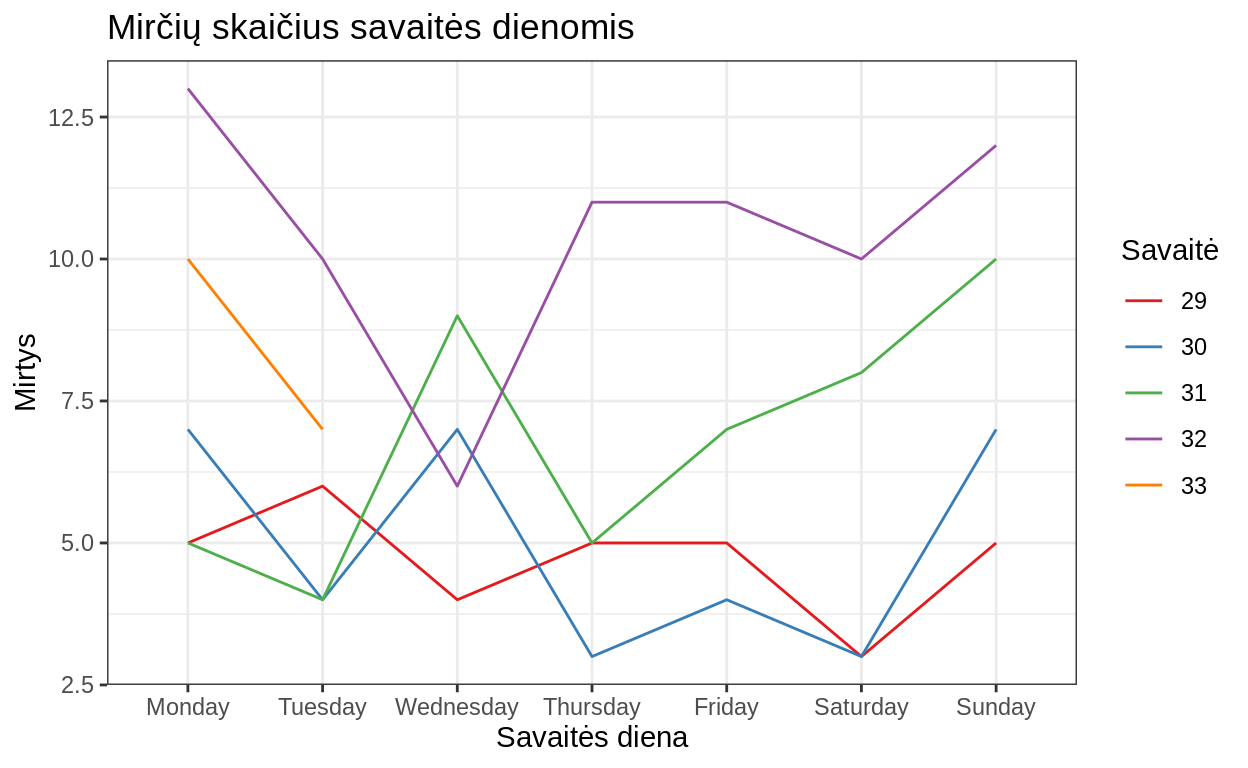 Mirčių skaičius savaitės dienomis
12.5
10.0
7.5
5.0
2.5
Mirtys
Monday Tuesday Wednesday Thursday Friday Saturday Sunday
Savaitės diena
Savaitė
29
30
31
32
33